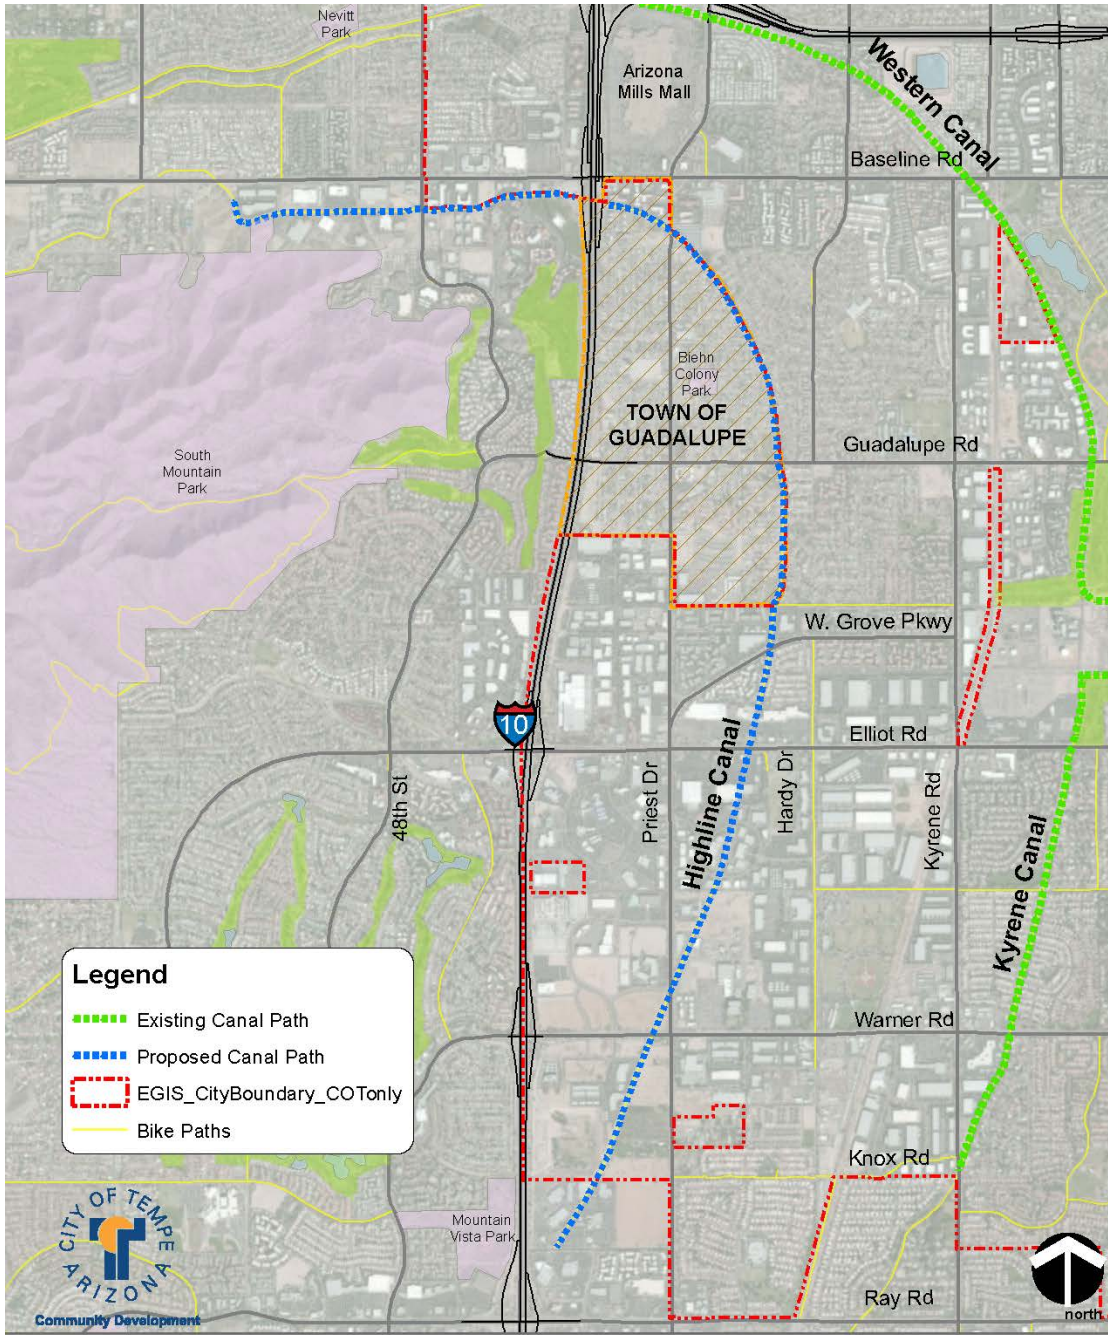 Nevitt
Park
Arizona
Mills Mall
Western Canal
Baseline Rd
Biehn
Colony
Park
TOWN OF
GUADALUPE
Guadalupe Rd
South
Mountain
Park
W. Grove Pkwy
10
Elliot Rd
48th St
Priest Dr
Highline Canal
Hardy Dr
Kyrene Rd
Kyrene Canal
Legend
Existing Canal Path
Proposed Canal Path
EGIS_CityBoundary_COTonly
Bike Paths
Warner Rd
Knox Rd
Mountain
Vista Park
Ray Rd
CITY OF TEMPE
ARIZONA
Community Development
north